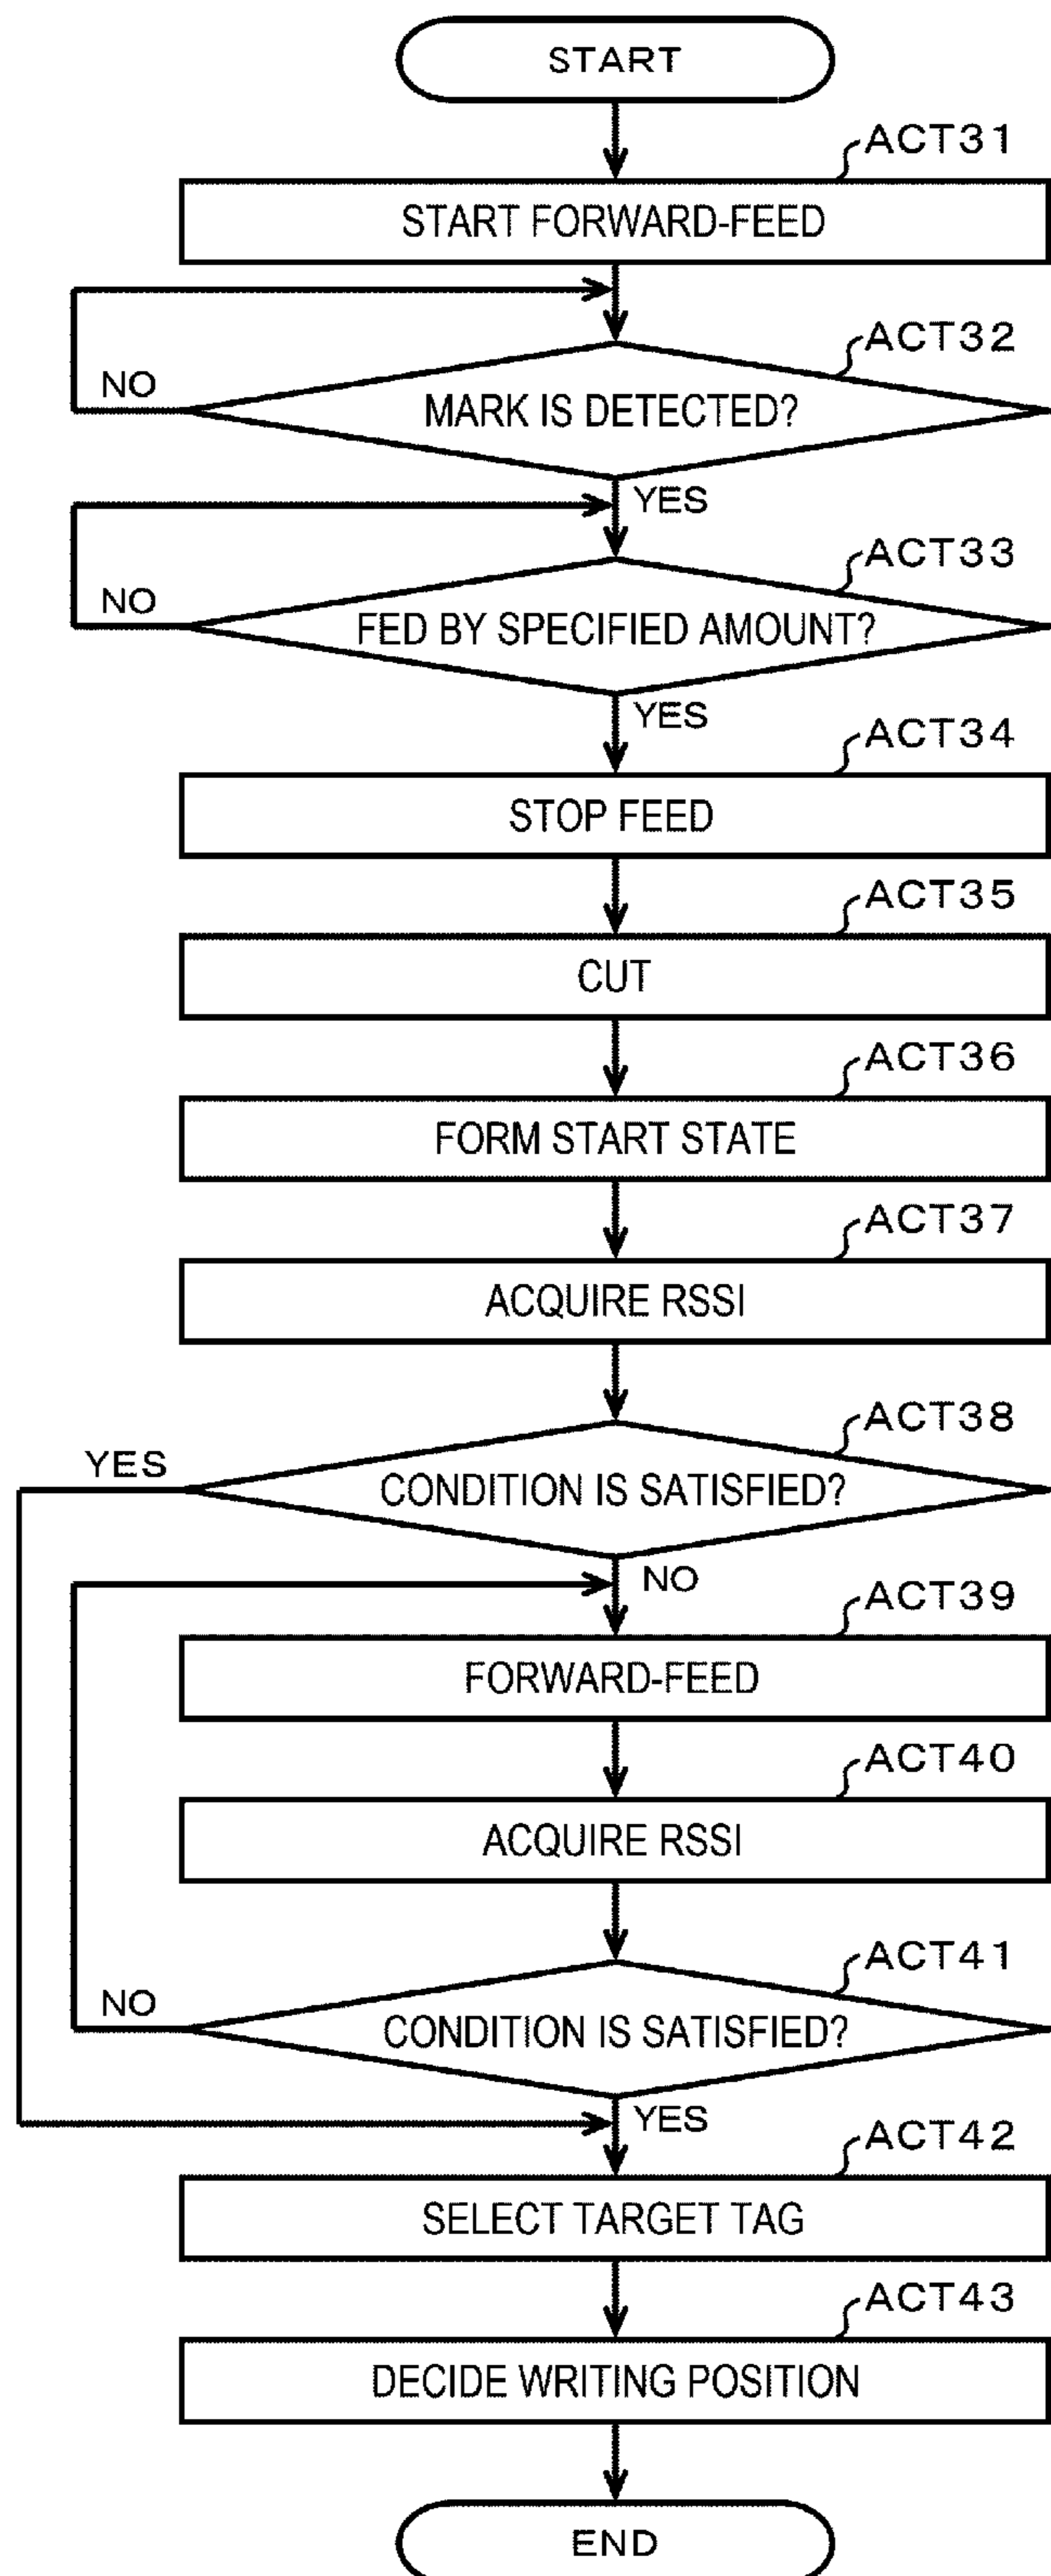 START
ACT31
START FORWARD-FEED
ACT32
NO
MARK IS DETECTED?
YES
ACT33
NO
FED BY SPECIFIED AMOUNT?
YES
ACT34
STOP FEED
ACT35
CUT
ACT36
FORM START STATE
ACT37
ACQUIRE RSSI
ACT38
YES
CONDITION IS SATISFIED?
NO
ACT39
FORWARD-FEED
ACT40
ACQUIRE RSSI
ACT41
NO
CONDITION IS SATISFIED?
YES
ACT42
SELECT TARGET TAG
ACT43
DECIDE WRITING POSITION
END